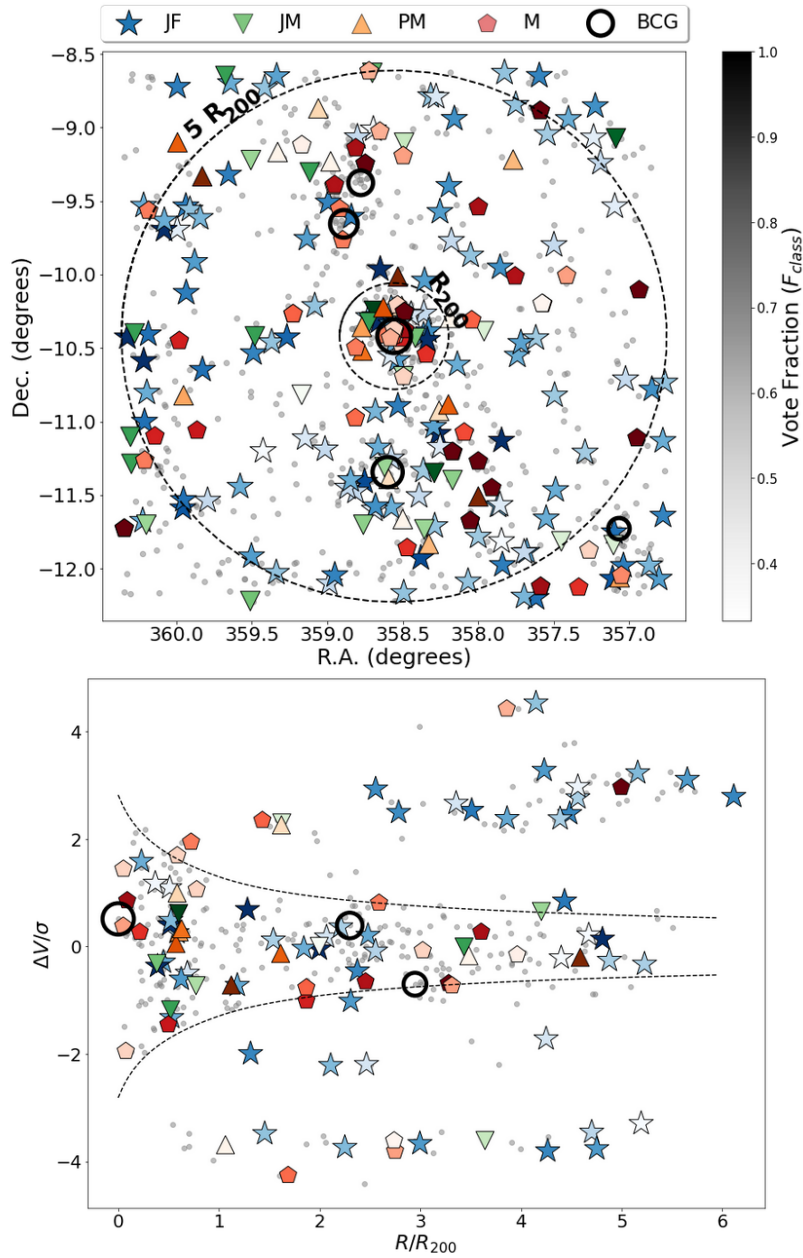 JF JM PM M BCG
−8.5
−9.0
−9.5
−10.0
−10.5
−11.0
−11.5
−12.0
Dec. (degrees)
5 R200
R200
360.0 359.5 359.0 358.5 358.0 357.5 357.0
R.A. (degrees)
1.0
0.9
0.8
0.7
0.6
0.5
0.4
Vote Fraction (Fclass)
4
2
0
−2
−4
ΔV/σ
0 1 2 3 4 5 6
R/R200